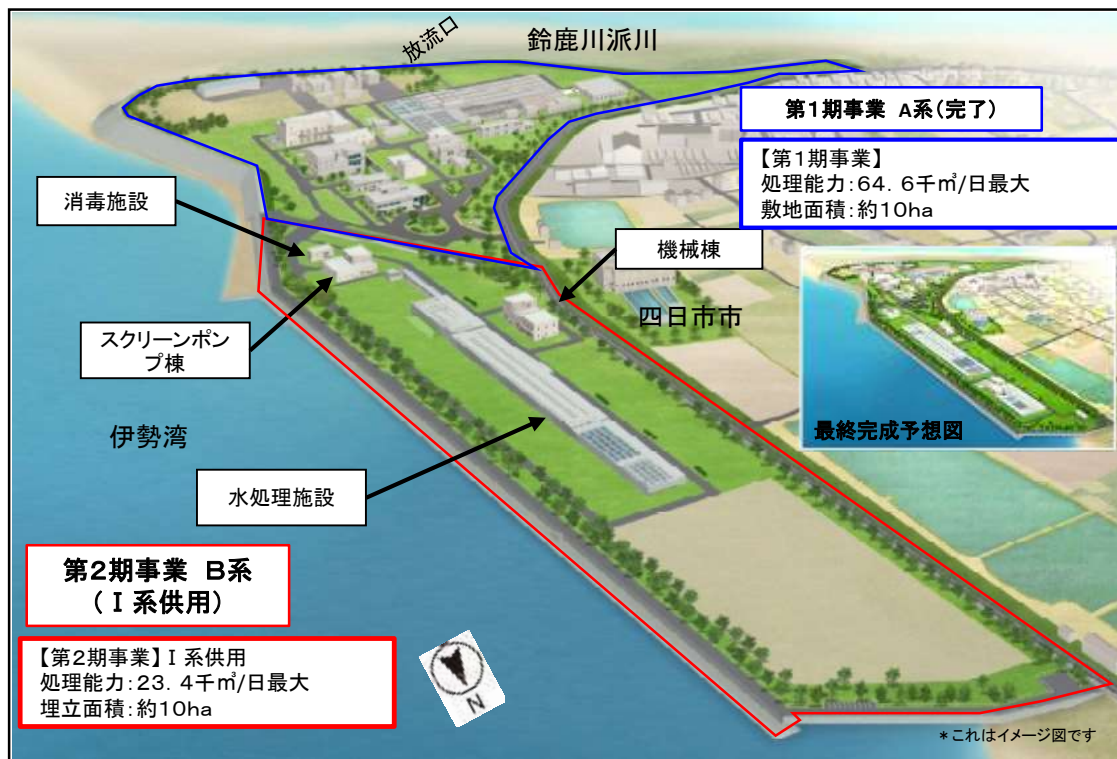 放流口
鈴鹿川派川
第1期事業 A系(完了)
【第1期事業】
処理能力:64. 6千㎥/日最大
敷地面積:約10ha
消毒施設
機械棟
四日市市
スクリーンポン
プ棟
伊勢湾
最終完成予想図
水処理施設
第2期事業 B系
(Ⅰ系供用)
【第2期事業】Ⅰ系供用
処理能力:23. 4千㎥/日最大
埋立面積:約10ha
N
*これはイメージ図です